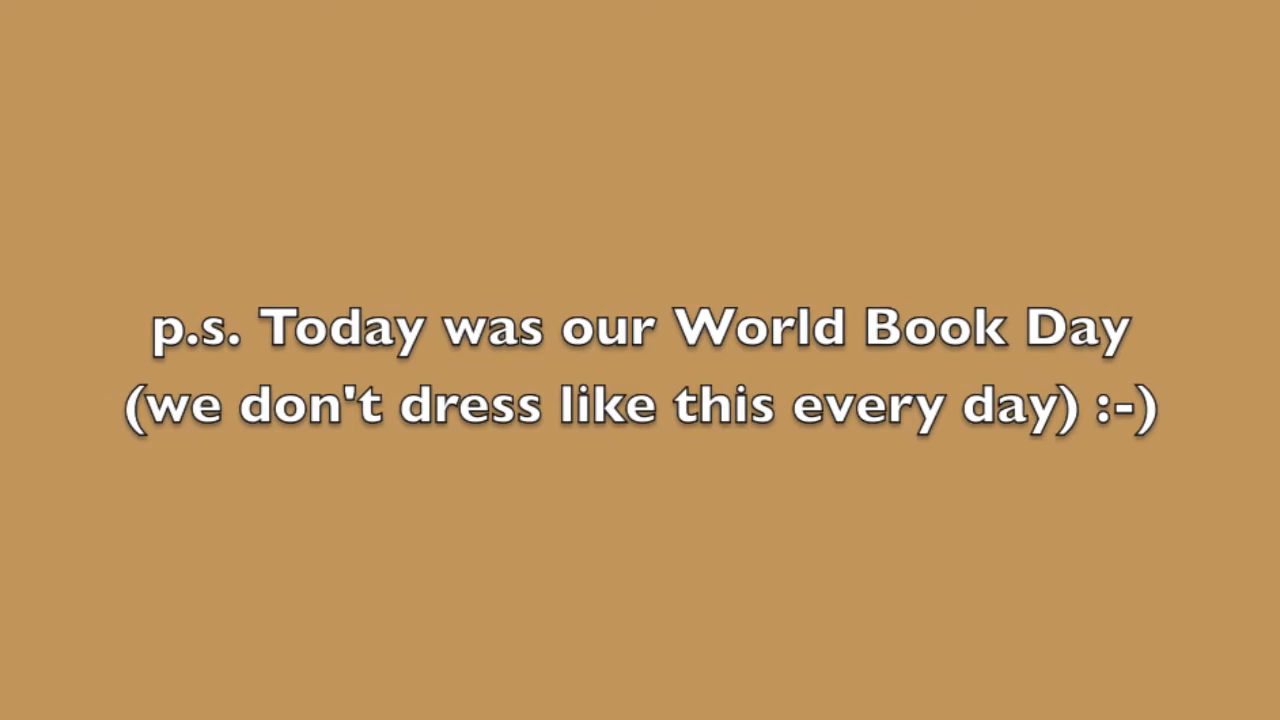 p.s. Today was our World Book Day
(we don't dress like this every day) :-)